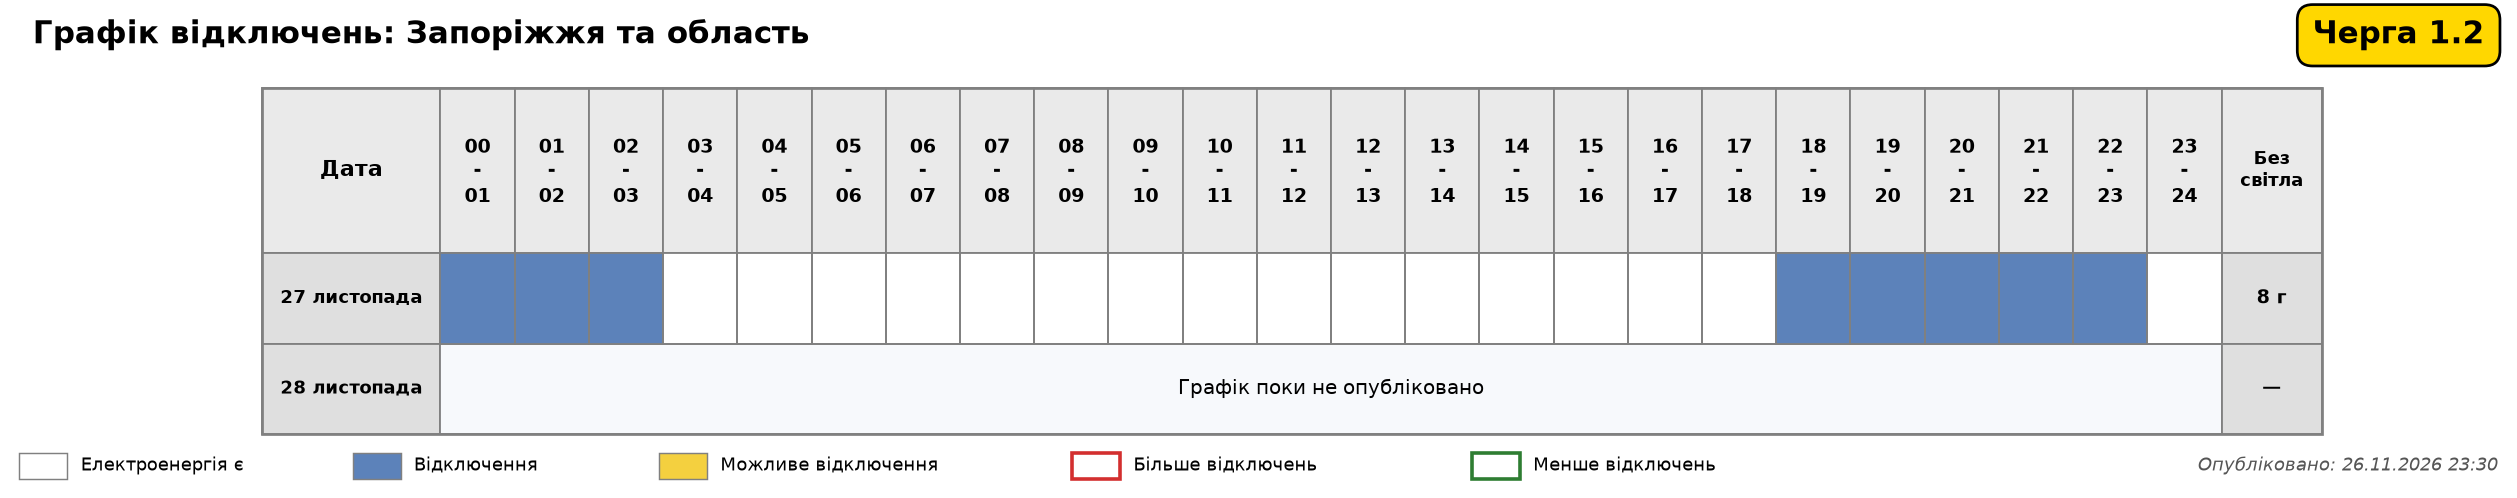 Графік відключень: Запоріжжя та область
Черга 1.2
Дата
00 - 01
01 - 02
02 - 03
03 - 04
04 - 05
05 - 06
06 - 07
07 - 08
08 - 09
09 - 10
10 - 11
11 - 12
12 - 13
13 - 14
14 - 15
15 - 16
16 - 17
17 - 18
18 - 19
19 - 20
20 - 21
21 - 22
22 - 23
23 - 24
Без
світла
27 листопада
8 г
28 листопада
Графік поки не опубліковано
—
Електроенергія є
Відключення
Можливе відключення
Більше відключень
Менше відключень
Опубліковано: 26.11.2026 23:30